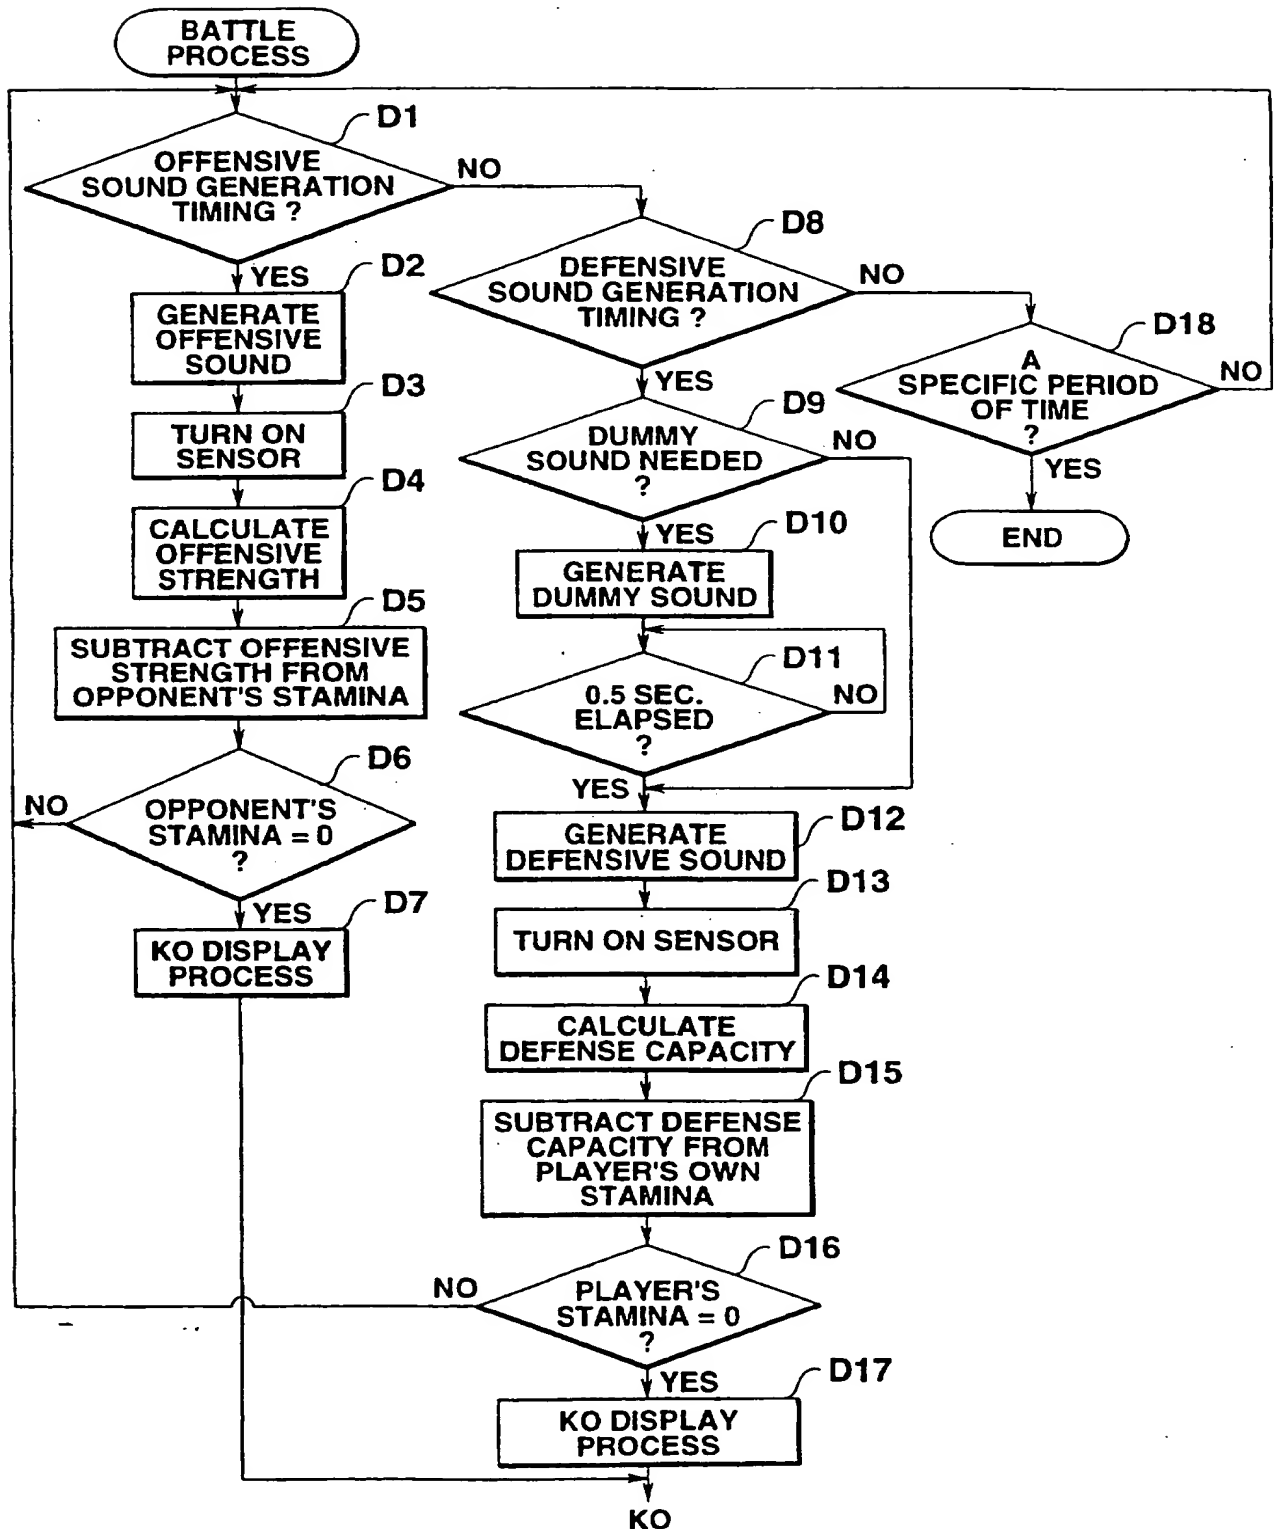 BATTLE
PROCESS
D1
OFFENSIVE
SOUND GENERATION
TIMING ?
NO
YES
D2
GENERATE
OFFENSIVE
SOUND
D3
TURN ON
SENSOR
D4
CALCULATE
OFFENSIVE
STRENGTH
D5
SUBTRACT OFFENSIVE
STRENGTH FROM
OPPONENT'S STAMINA
D6
OPPONENT'S
STAMINA = 0
?
NO
YES
D7
KO DISPLAY
PROCESS
D8
DEFENSIVE
SOUND GENERATION
TIMING ?
NO
YES
D9
DUMMY
SOUND NEEDED
?
NO
YES
D10
GENERATE
DUMMY SOUND
D11
0.5 SEC.
ELAPSED
?
NO
YES
D12
GENERATE
DEFENSIVE SOUND
D13
TURN ON SENSOR
D14
CALCULATE
DEFENSE CAPACITY
D15
SUBTRACT DEFENSE
CAPACITY FROM
PLAYER'S OWN
STAMINA
D16
PLAYER'S
STAMINA = 0
?
NO
YES
D17
KO DISPLAY
PROCESS
KO
D18
A
SPECIFIC PERIOD
OF TIME
?
NO
YES
END